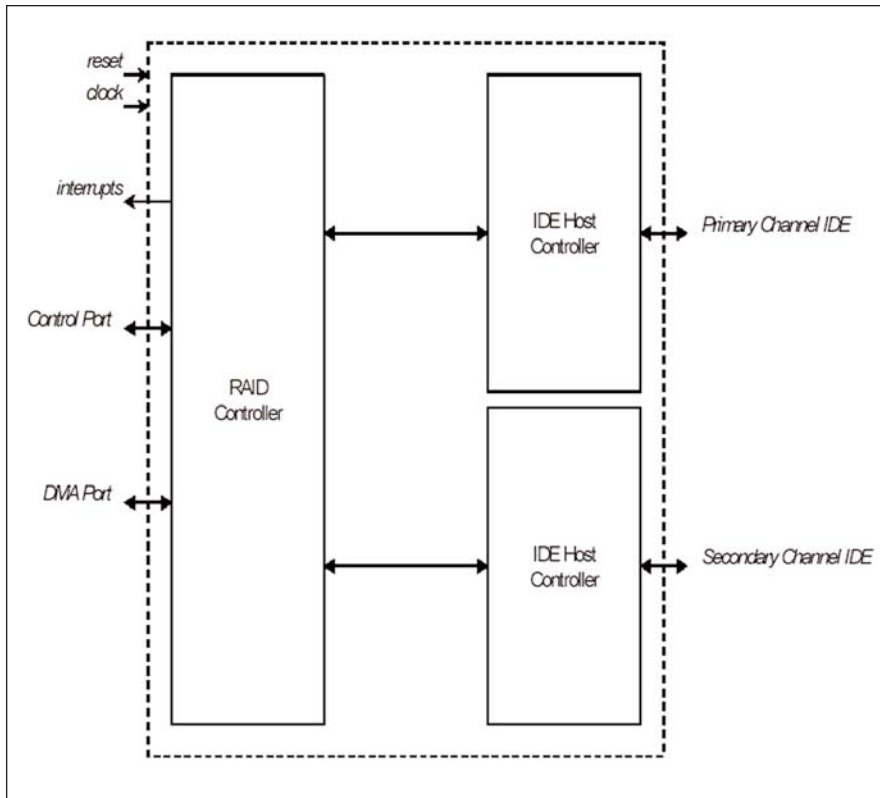 reset
clock
interrupts
Control Port
DMA Port
RAID
Controller
IDE Host
Controller
Primary Channel IDE
IDE Host
Controller
Secondary Channel IDE